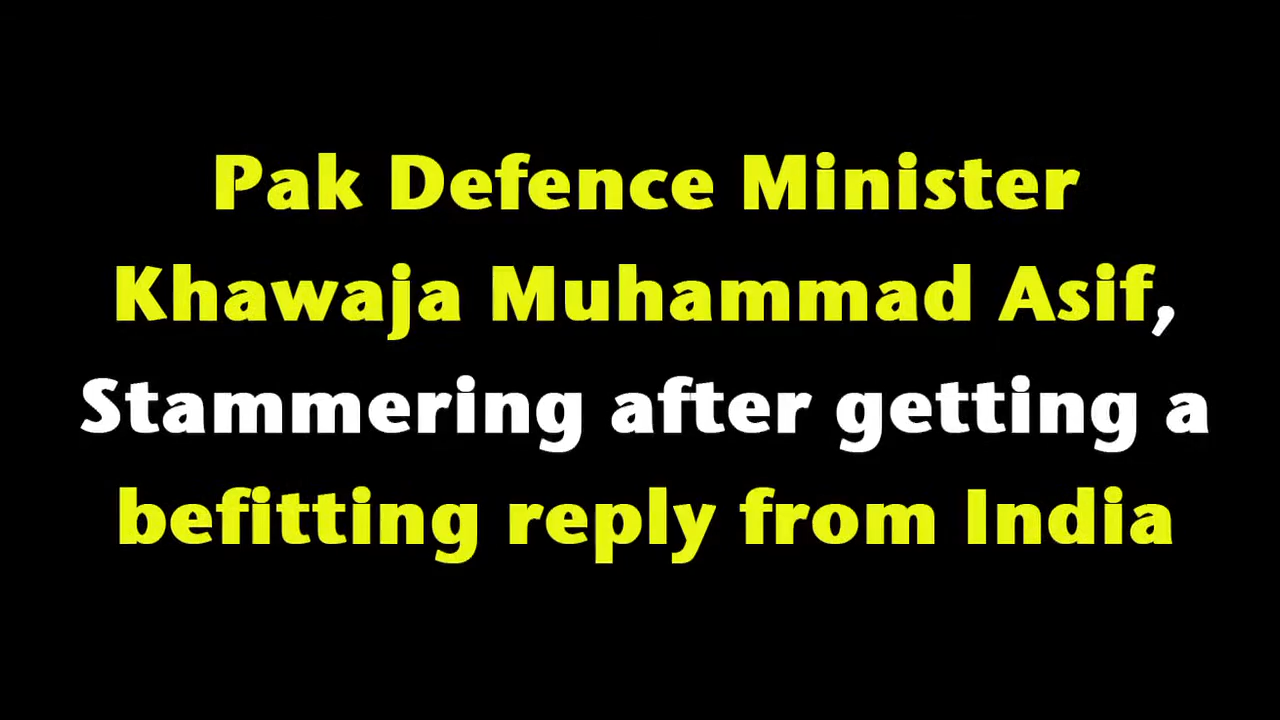 Pak Defence Minister
Khawaja Muhammad Asif,
Stammering after getting a
befitting reply from India